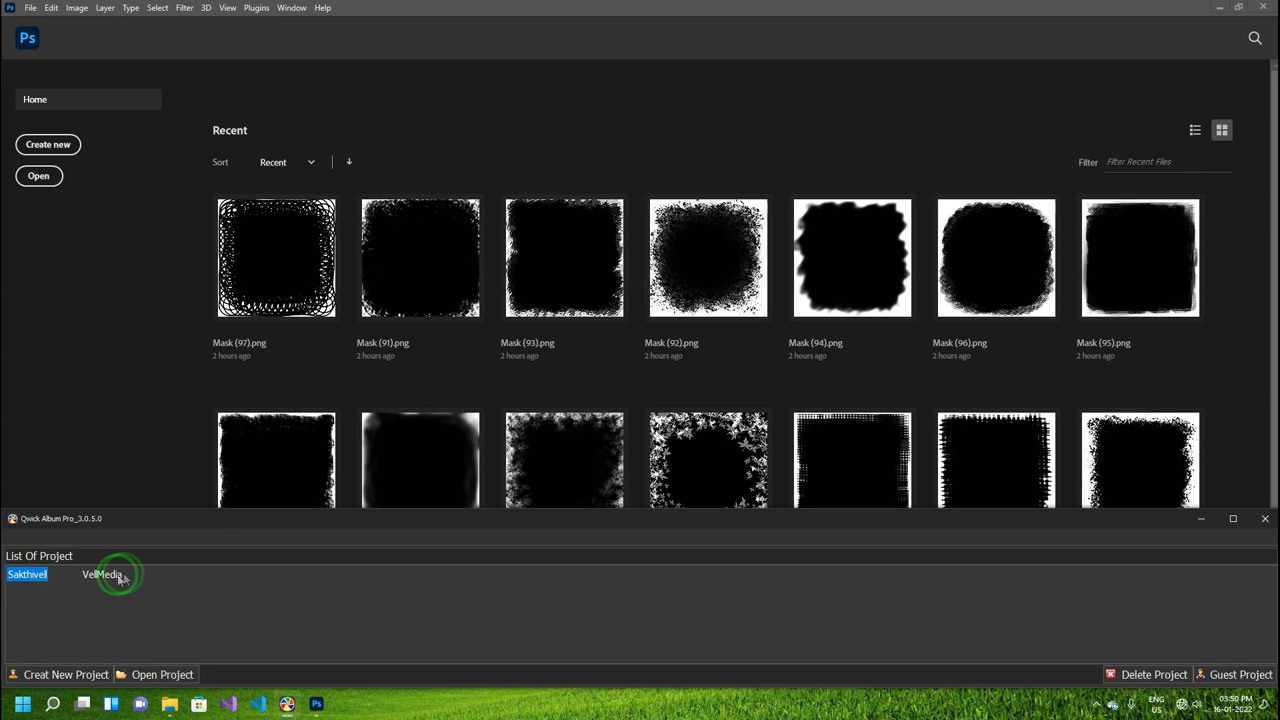 Ps File Edit Image Layer Type Select Filter 3D View Plugins Window Help
Ps
Home
Create new
Open
Recent
Sort Recent
Filter Filter Recent Files
Mask (97).png Mask (91).png Mask (93).png Mask (92).png Mask (94).png Mask (96).png Mask (95).png
2 hours ago 2 hours ago 2 hours ago 2 hours ago 2 hours ago 2 hours ago 2 hours ago
Qwick Album Pro_3.0.5.0
List Of Project
Sakthivell VellMedia
Creat New Project Open Project Delete Project Guest Project
Ps
ENG
US
03:50 PM
16-01-2022